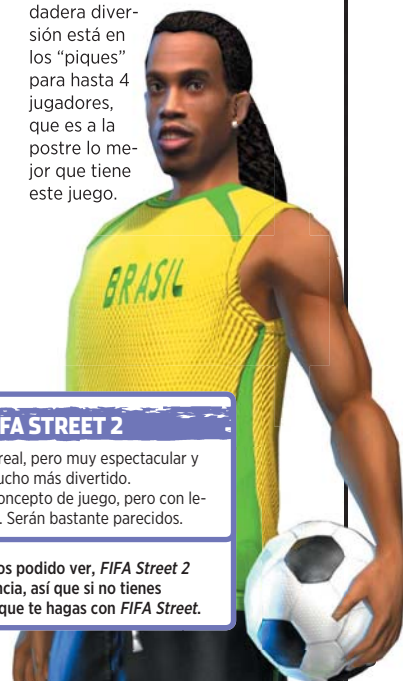 dadera diver-
sión está en
los “piques”
para hasta 4
jugadores,
que es a la
postre lo me-
jor que tiene
este juego.
BRASIL
FA STREET 2
real, pero muy espectacular y
ucho más divertido.
oncepto de juego, pero con le-
. Serán bastante parecidos.
os podido ver, FIFA Street 2
ncia, así que si no tienes
que te hagas con FIFA Street.